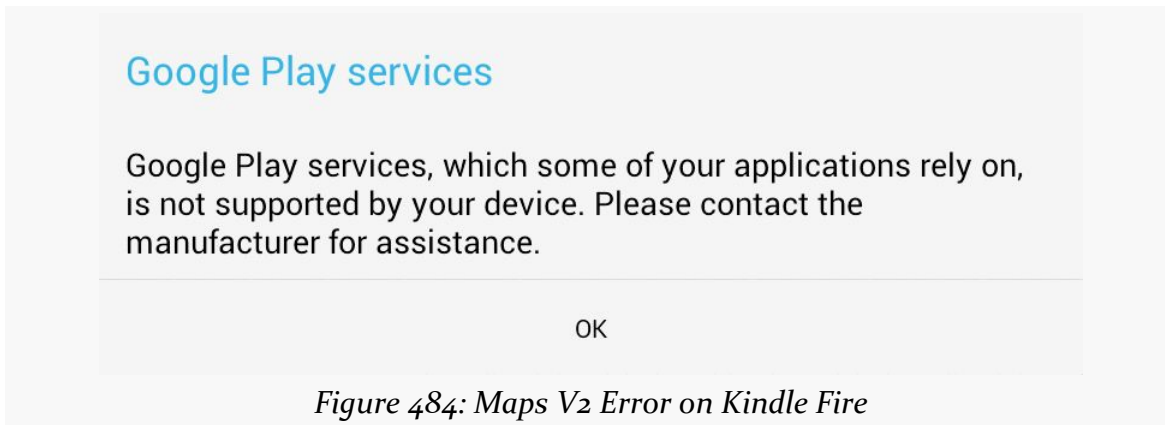 Google Play services
Google Play services, which some of your applications rely on,
is not supported by your device. Please contact the
manufacturer for assistance.
OK
Figure 484: Maps V2 Error on Kindle Fire